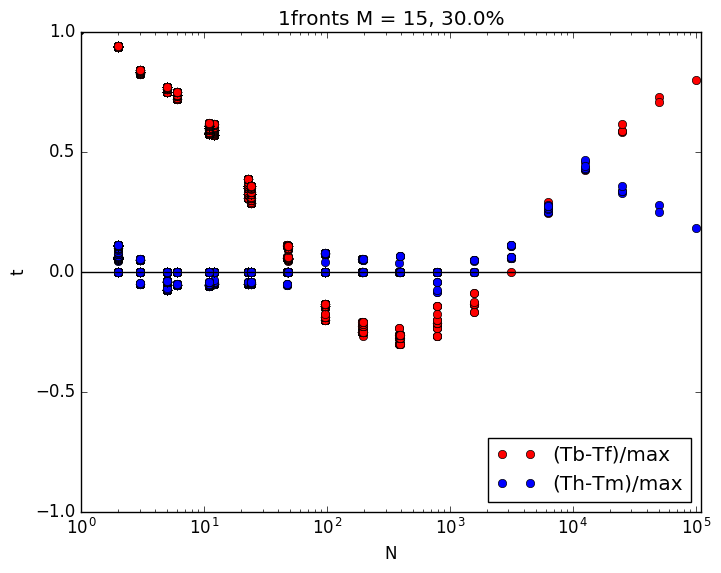 1fronts M = 15, 30.0%
1.0
0.5
0.0
−0.5
−1.0
t
10^0
10^1
10^2
10^3
10^4
10^5
N
(Tb-Tf)/max
(Th-Tm)/max